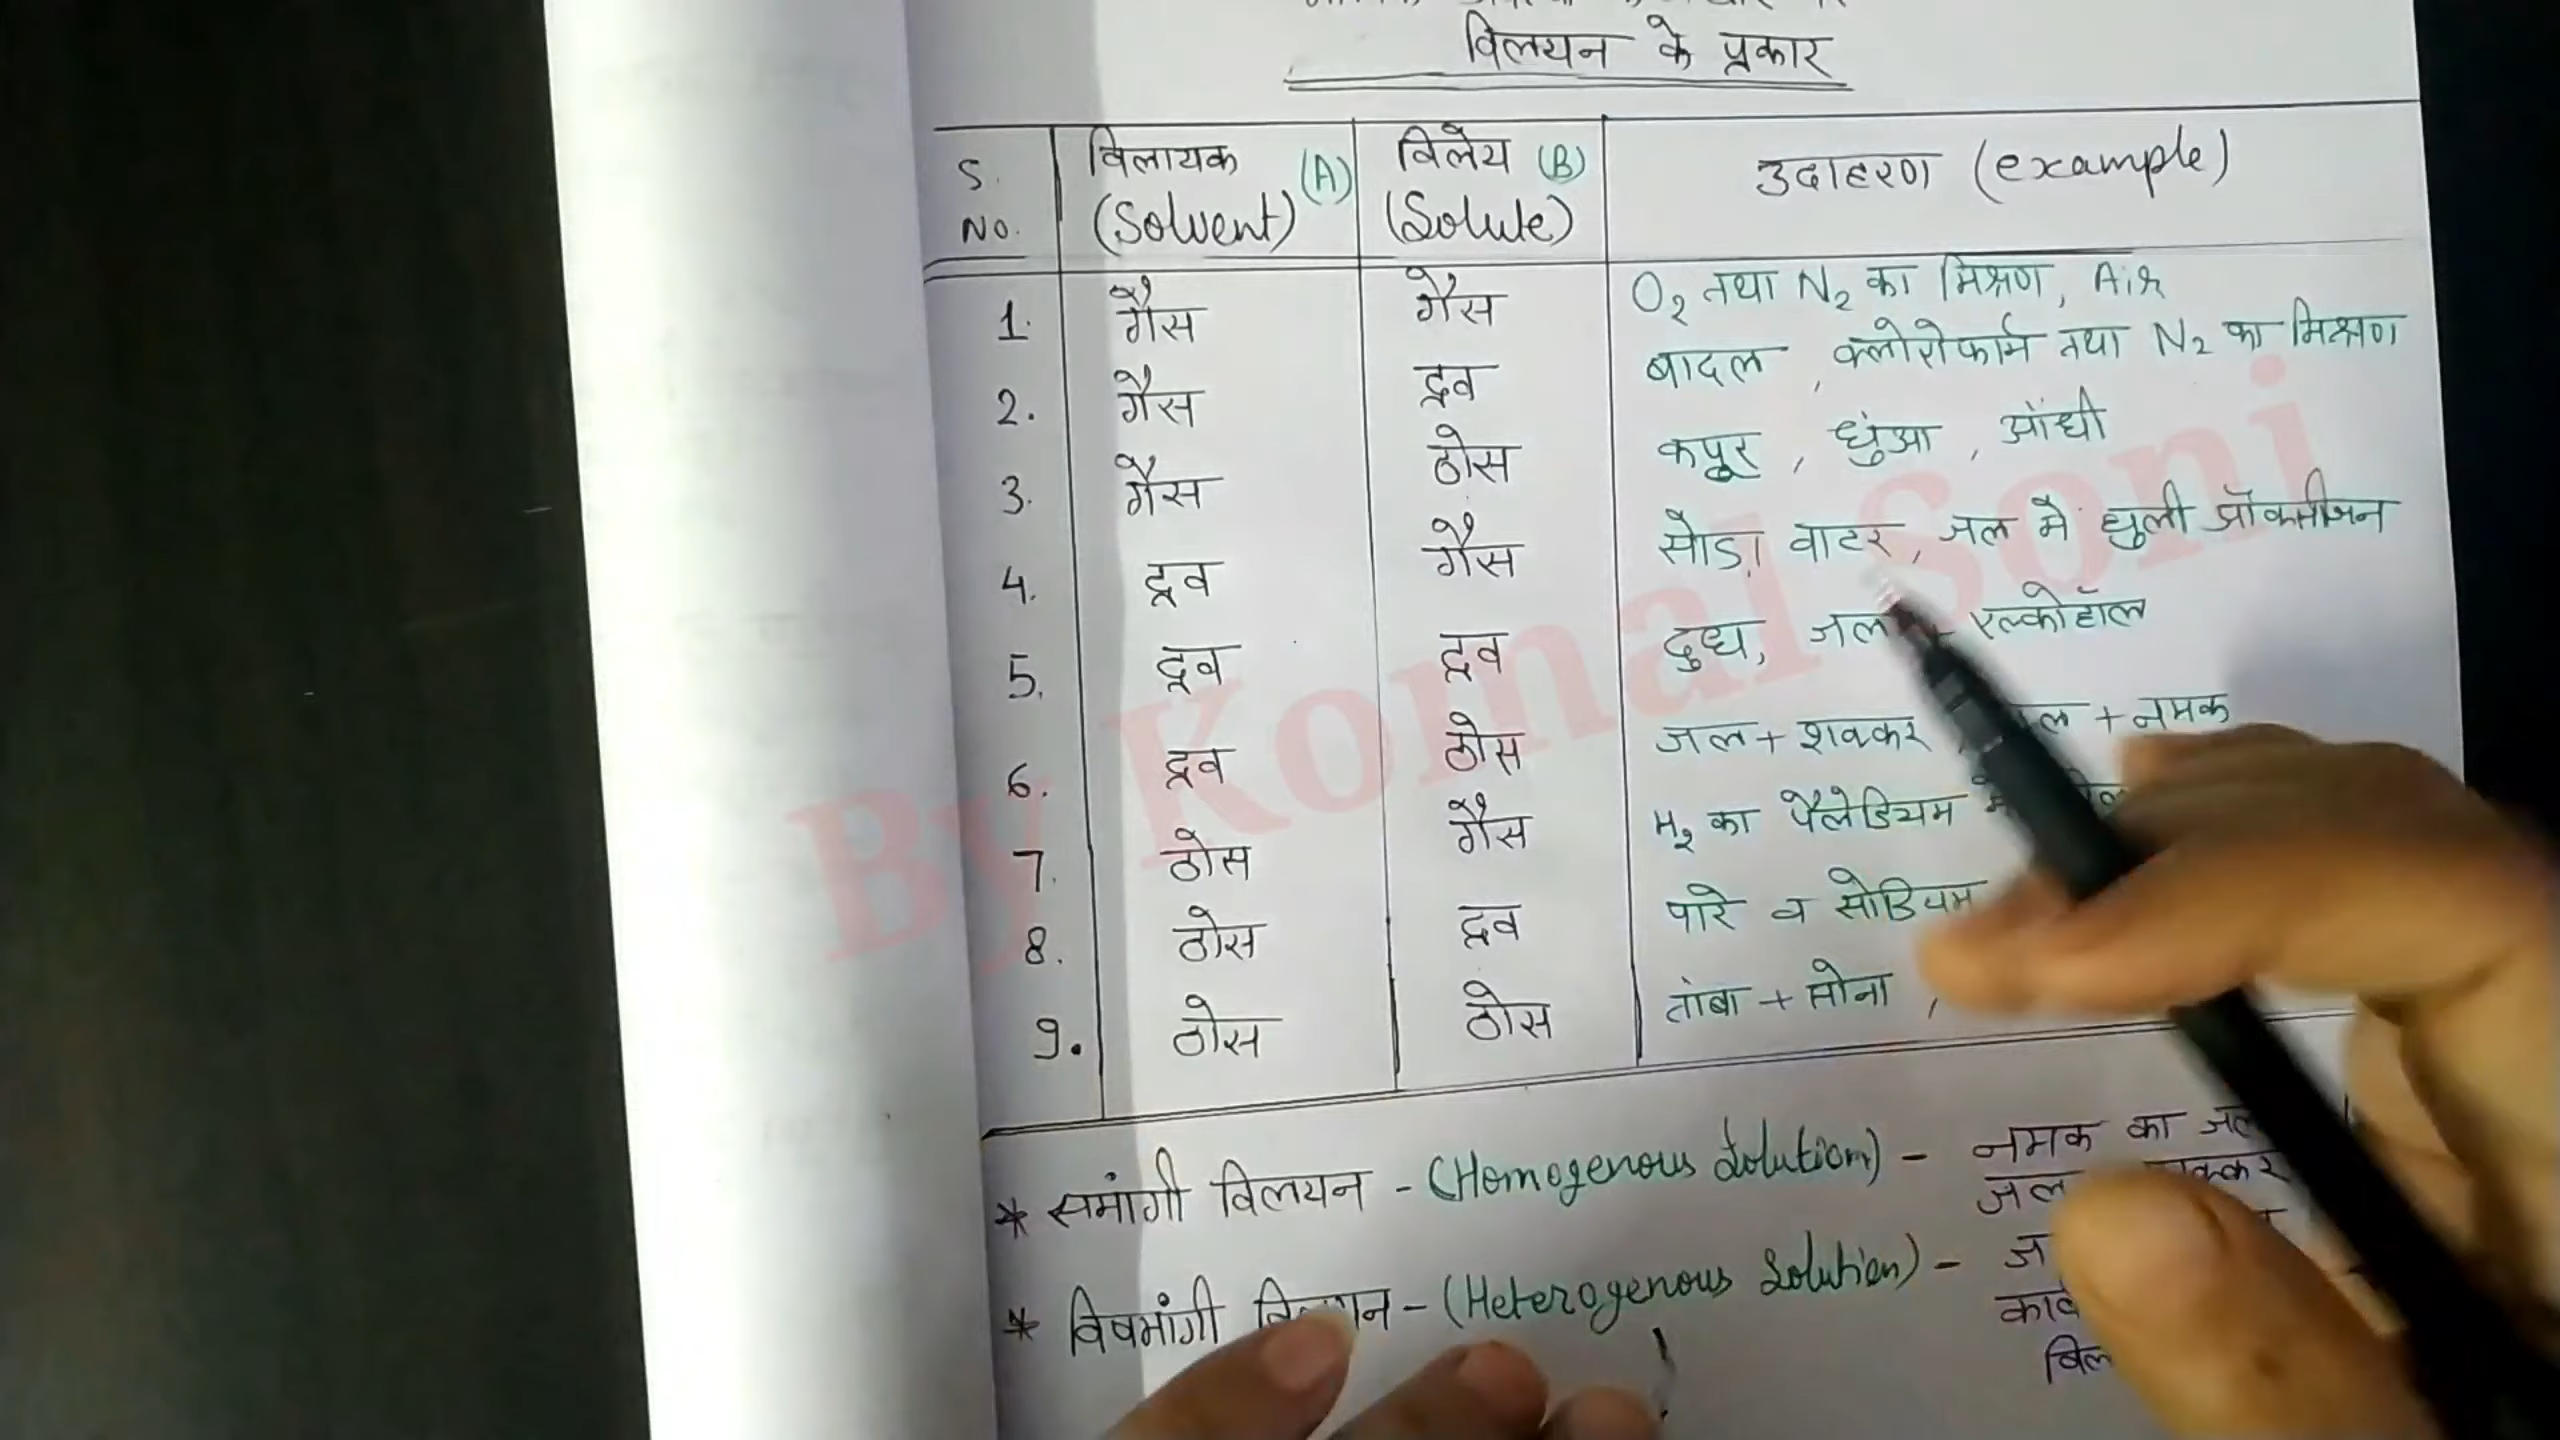 विलयन के प्रकार
S. No. विलायक (Solvent) (A) विलेय (B) (Solute) उदाहरण (example)
1. गैस गैस O2 तथा N2 का मिश्रण, Air
2. गैस द्रव बादल, क्लोरोफार्म तथा N2 का मिश्रण
3. गैस ठोस कपूर, धुंआ, आंधी
4. द्रव गैस सोडा वाटर, जल में घुली ऑक्सीजन
5. द्रव द्रव दुध, जल + एल्कोहॉल
6. द्रव ठोस जल + शक्कर, + नमक
7. ठोस गैस H2 का पैलेडियम
8. ठोस द्रव पारे व सोडियम
9. ठोस ठोस तांबा + सोना,
* समांगी विलयन - (Homogenous Solution) - नमक का
जल
* विषमांगी - (Heterogenous Solution) -
By Komal Soni